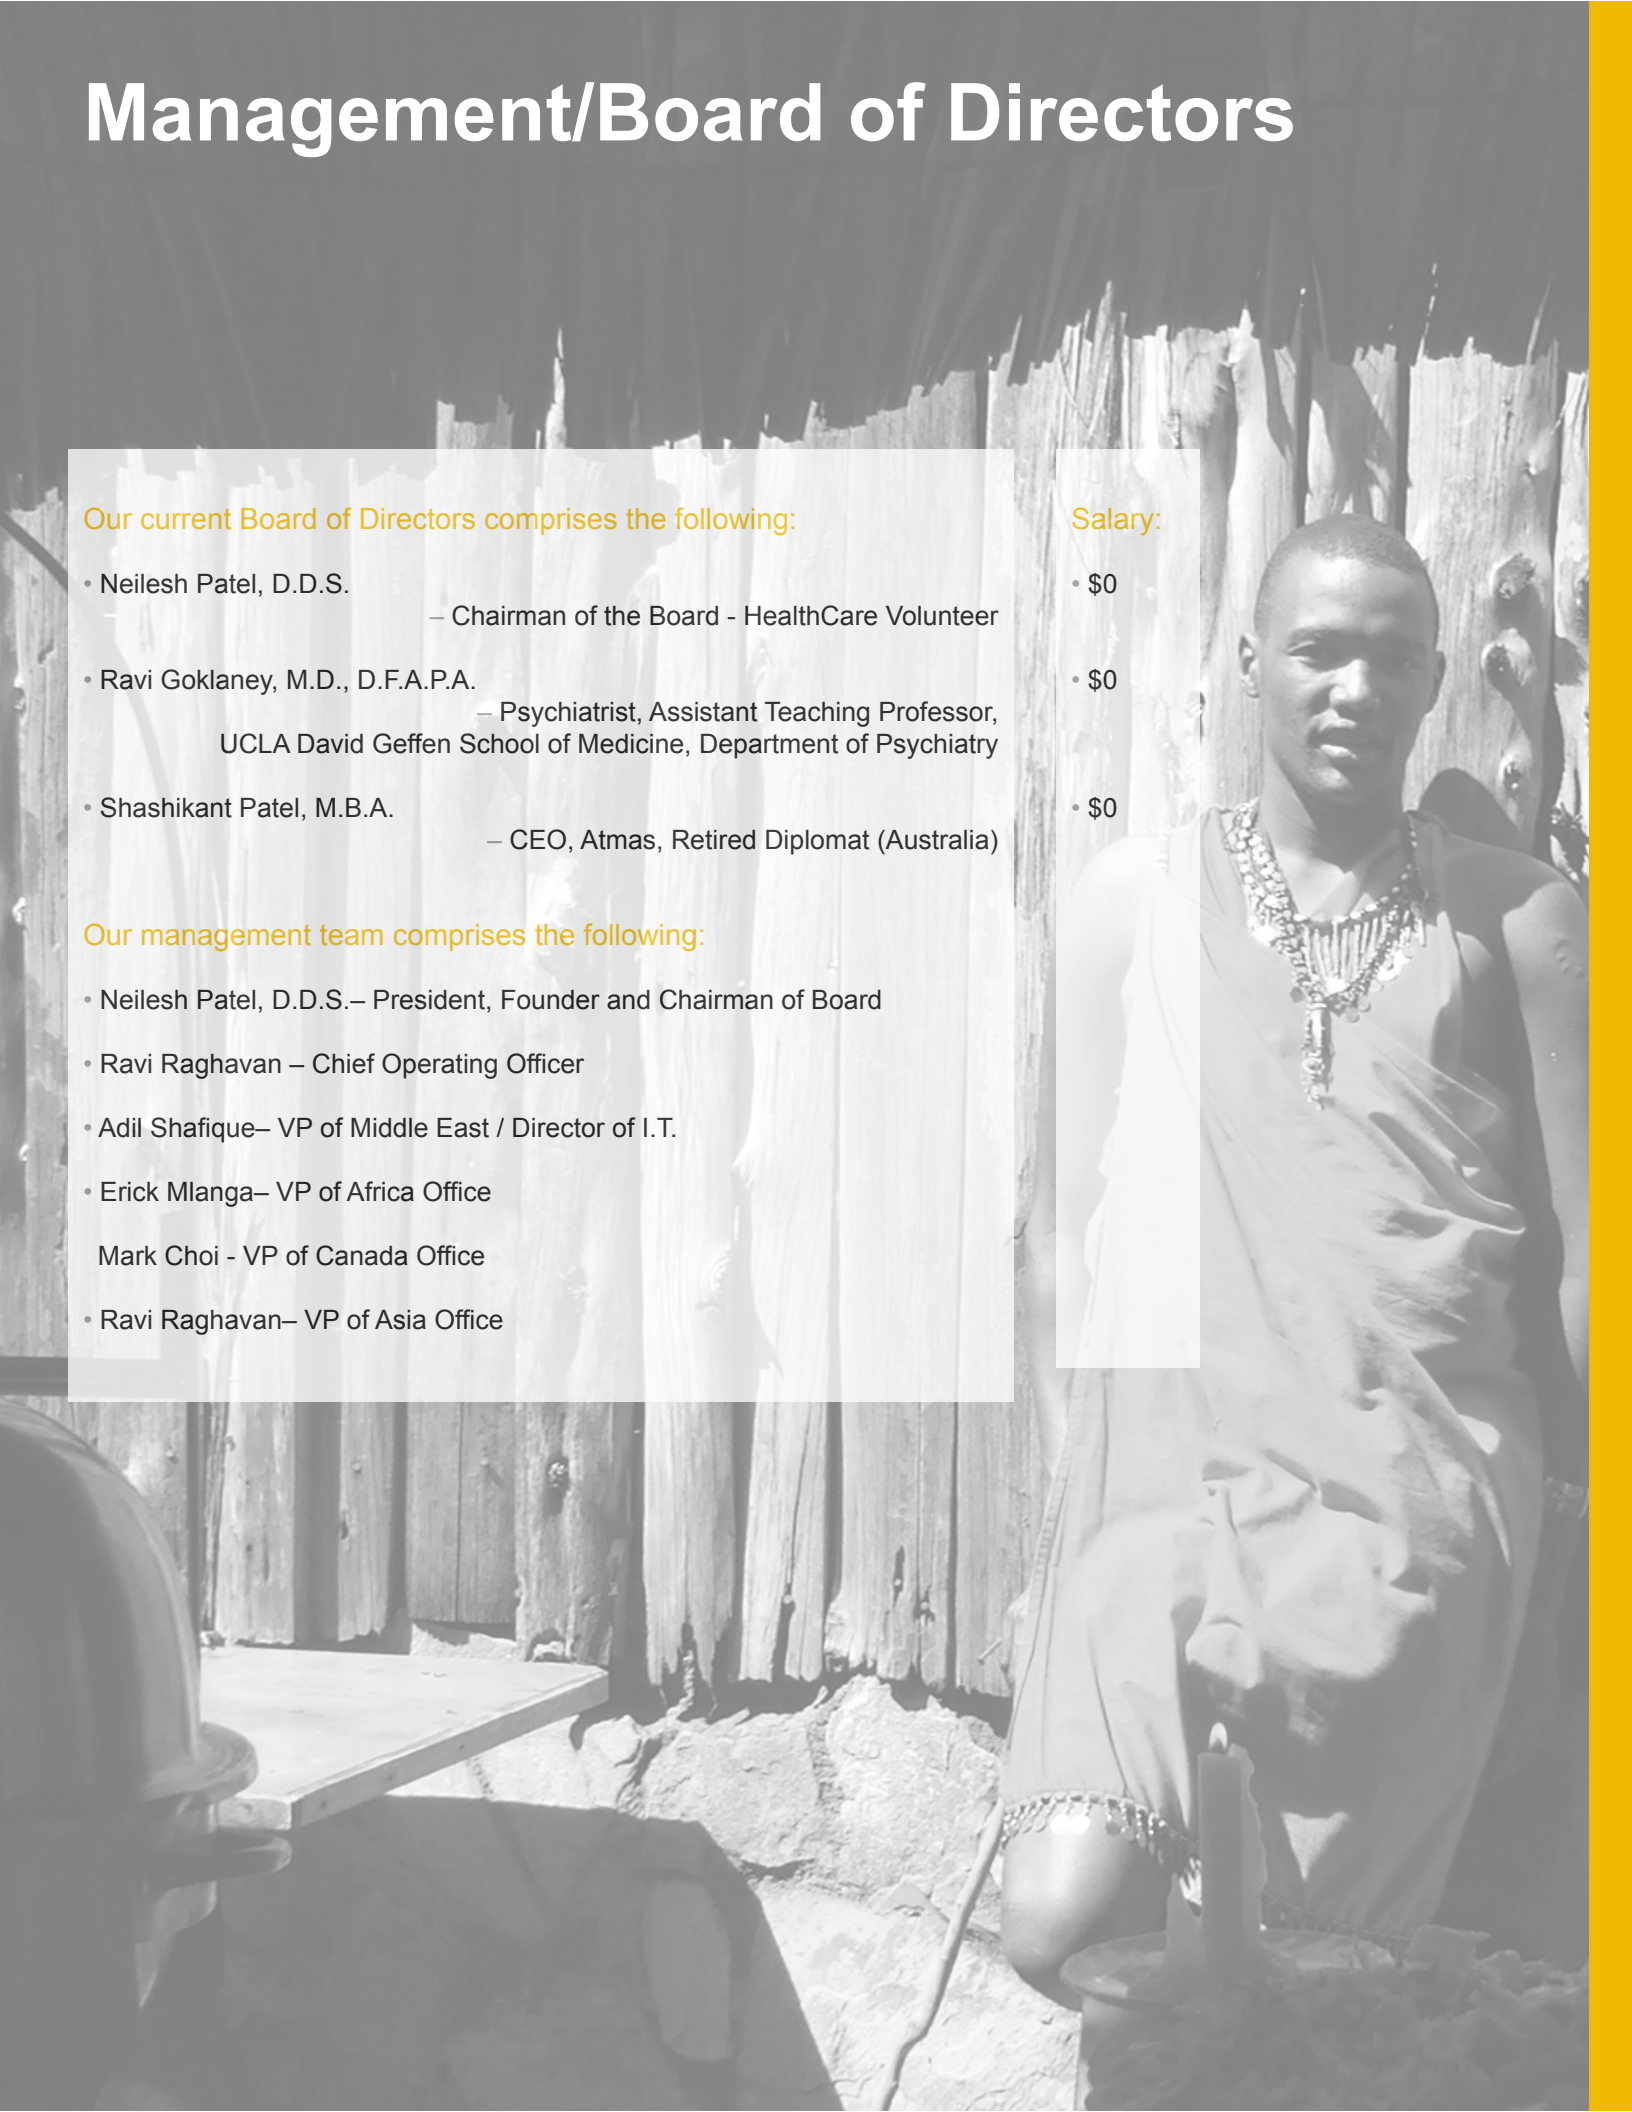 Management/Board of Directors
Our current Board of Directors comprises the following:
Salary:
• Neilesh Patel, D.D.S.
• $0
– Chairman of the Board - HealthCare Volunteer
• Ravi Goklaney, M.D., D.F.A.P.A.
• $0
– Psychiatrist, Assistant Teaching Professor,
UCLA David Geffen School of Medicine, Department of Psychiatry
• Shashikant Patel, M.B.A.
• $0
– CEO, Atmas, Retired Diplomat (Australia)
Our management team comprises the following:
• Neilesh Patel, D.D.S.– President, Founder and Chairman of Board
• Ravi Raghavan – Chief Operating Officer
• Adil Shafique– VP of Middle East / Director of I.T.
• Erick Mlanga– VP of Africa Office
Mark Choi - VP of Canada Office
• Ravi Raghavan– VP of Asia Office